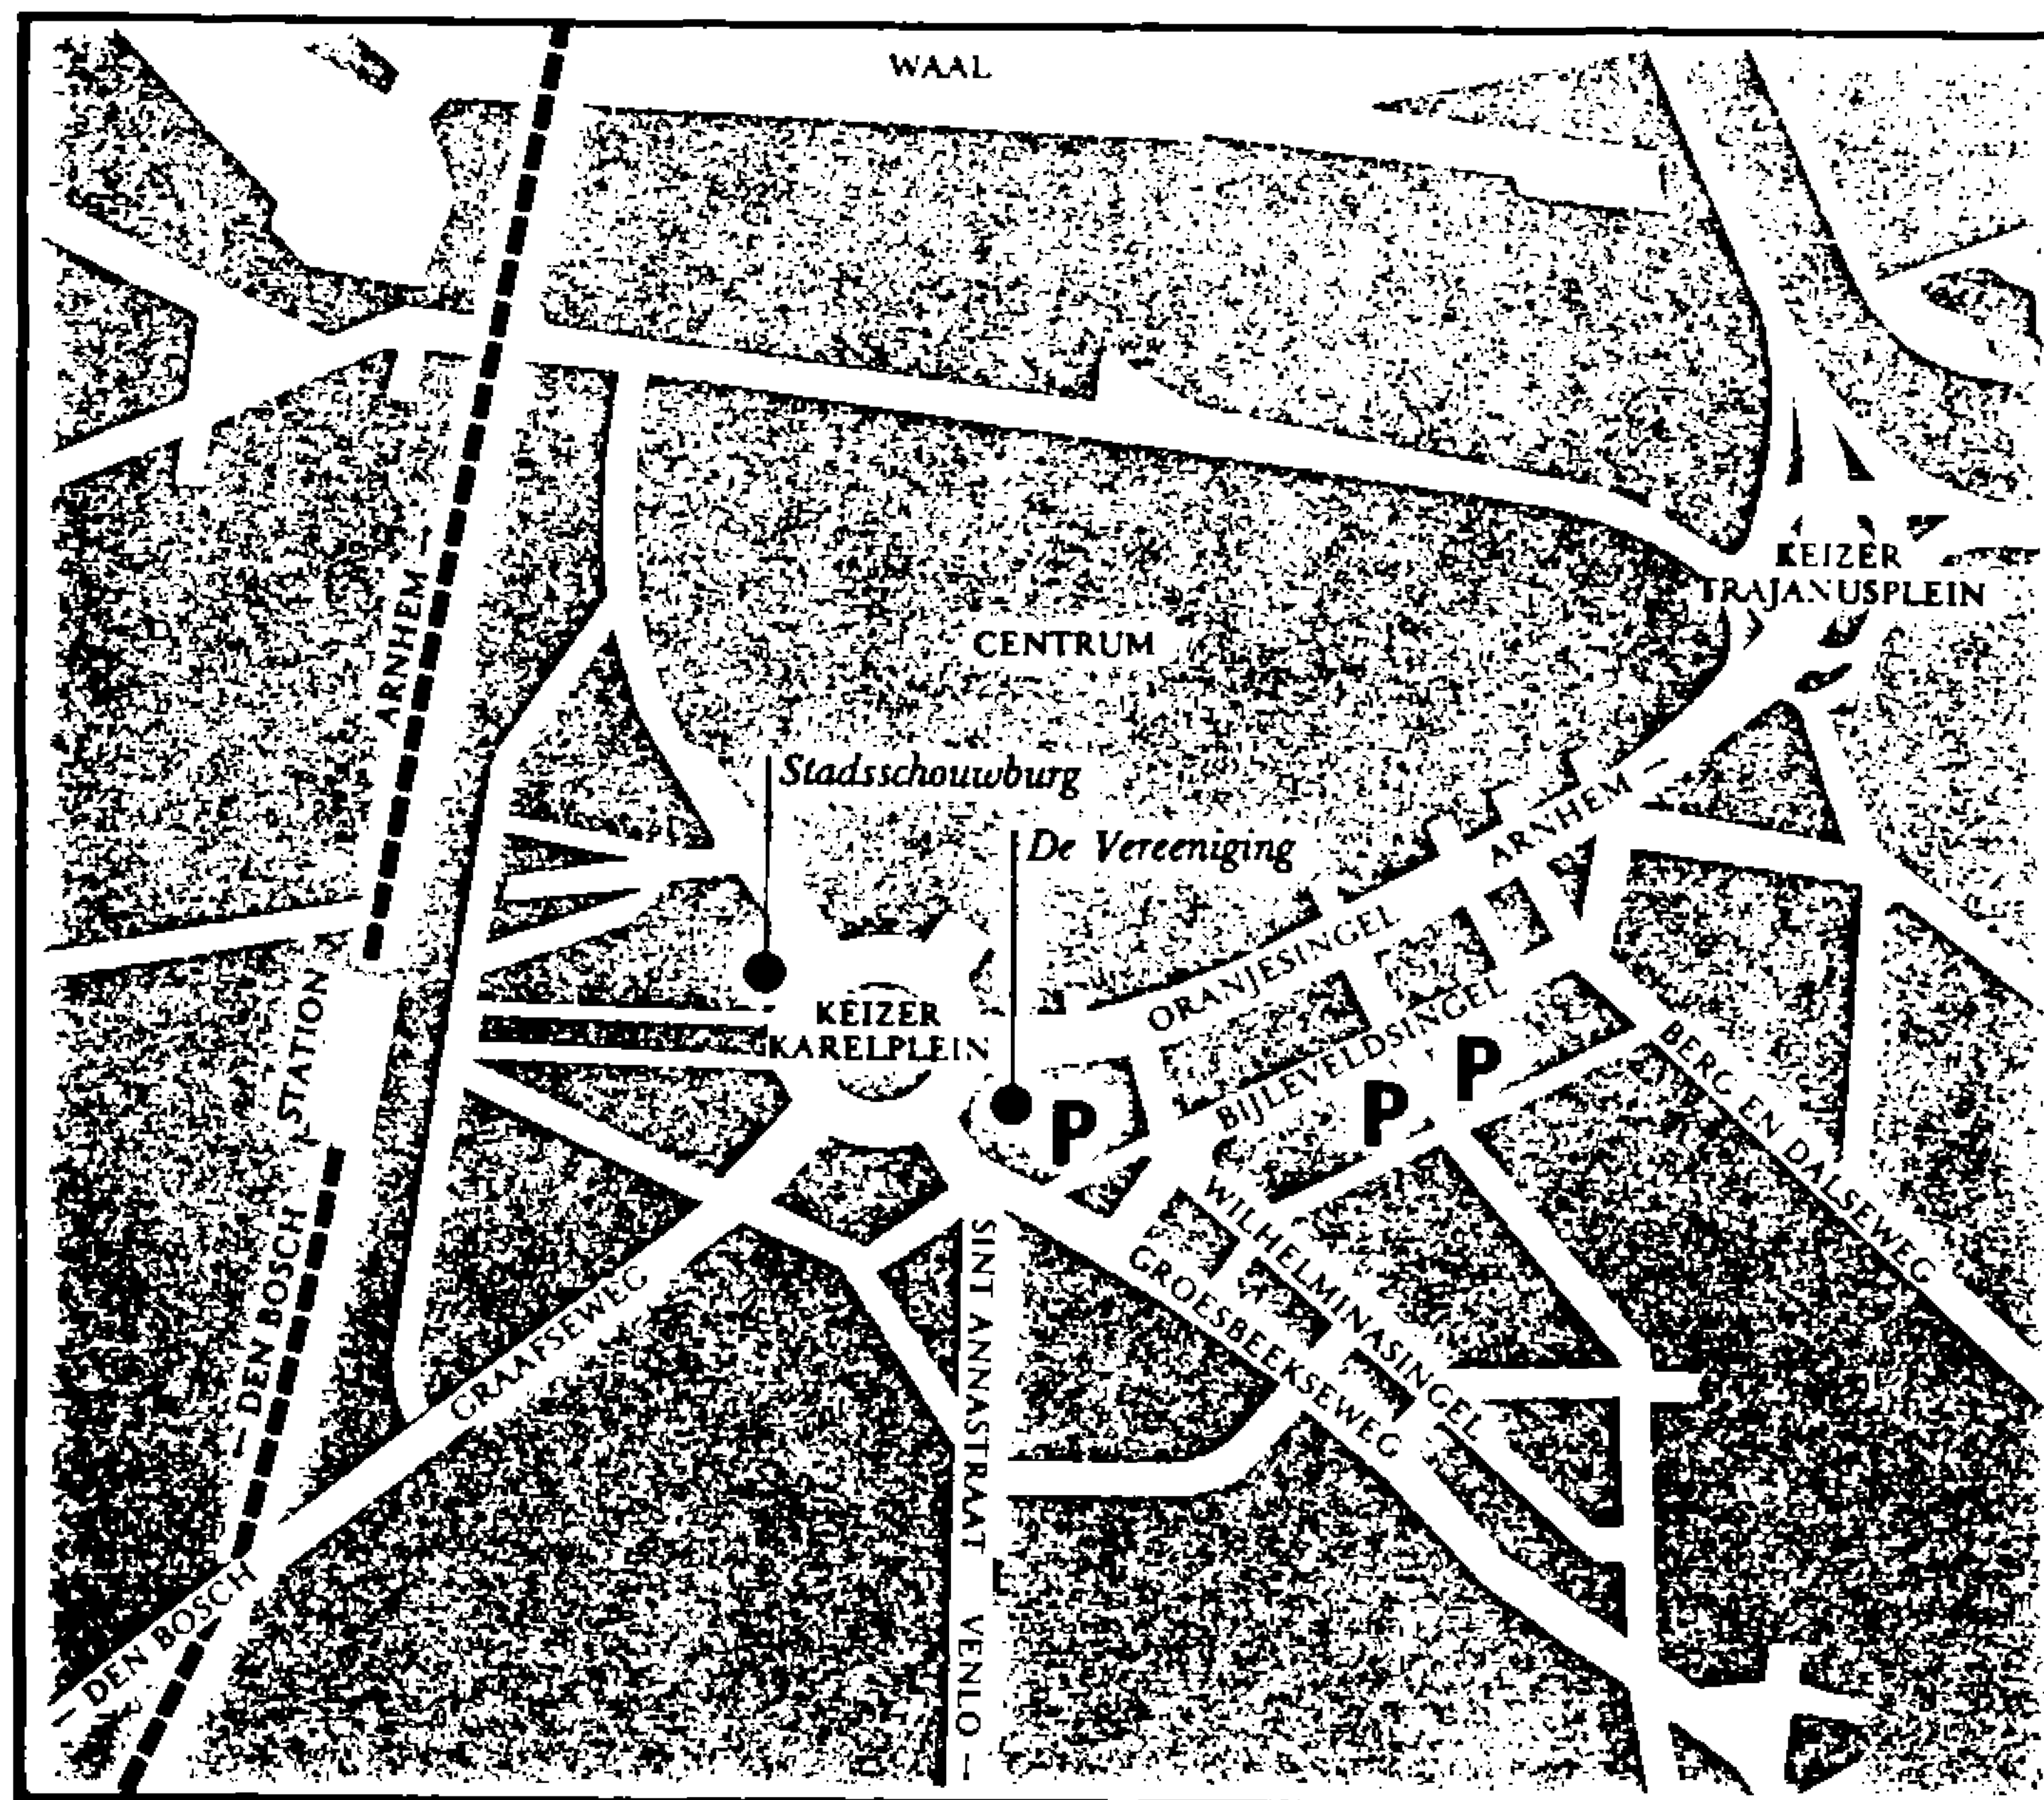 WAAL
ARNHEM →
KEIZER
TRAJANUSPLEIN
CENTRUM
Stadsschouwburg
De Vereeniging
ARNHEM —
ORANJESINGEL
KEIZER
KARELPLEIN
BIJLEVELDSINGEL
P
P
P
STATION
BERG EN DALSEWEG
WILHELMINASINGEL
GROESBEEKSEWEG
SINT ANNASTRAAT
GRAAFSEWEG
— DEN BOSCH
— DEN BOSCH
VENLO —